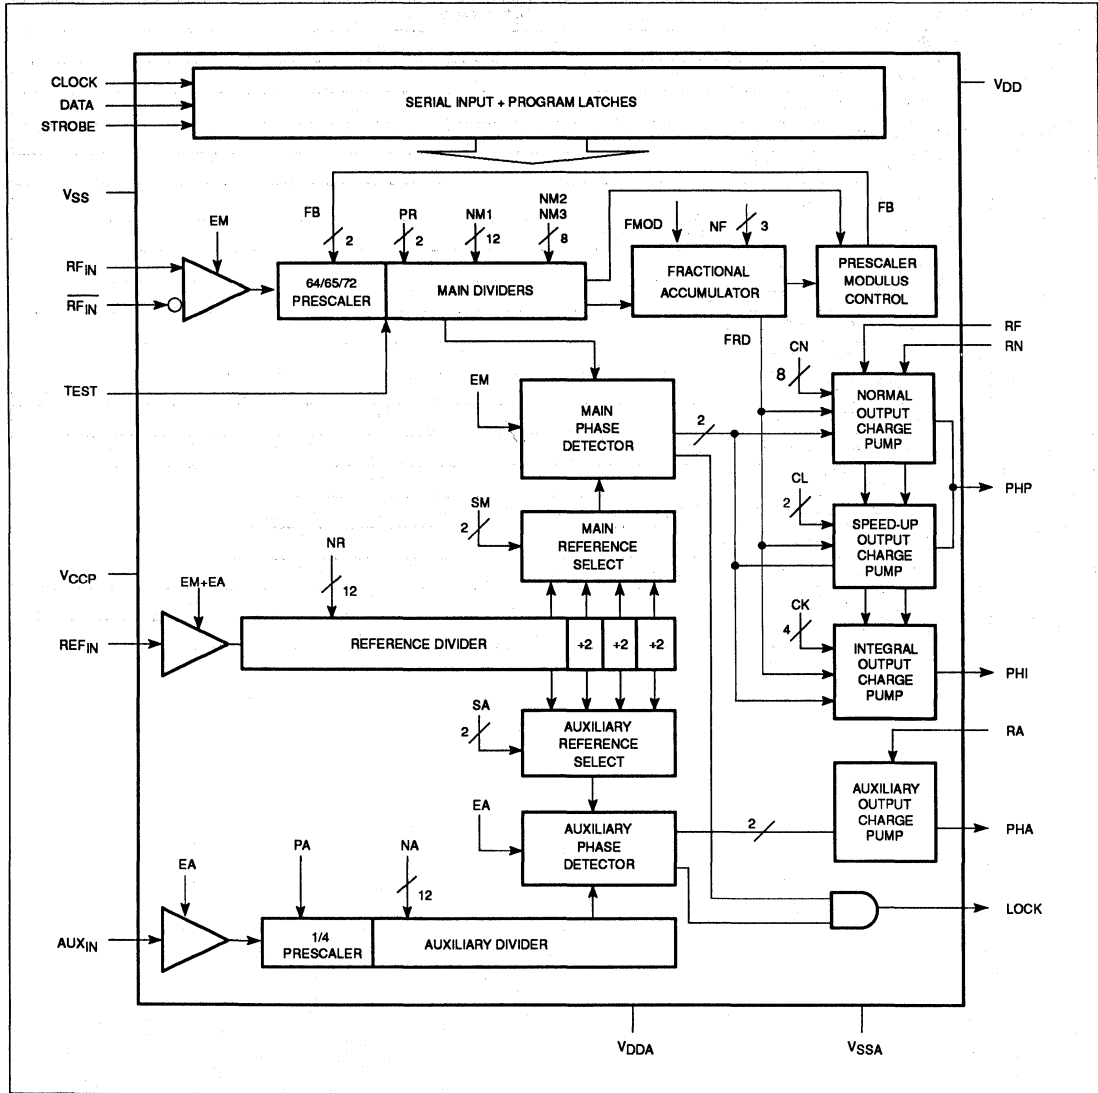 CLOCK
DATA
STROBE
SERIAL INPUT + PROGRAM LATCHES
VDD
VSS
EM
FB
2
PR
2
NM1
12
NM2
NM3
8
FMOD
NF
3
FB
RFIN
RFIN
64/65/72
PRESCALER
MAIN DIVIDERS
FRACTIONAL
ACCUMULATOR
PRESCALER
MODULUS
CONTROL
RF
RN
FRD
TEST
EM
MAIN
PHASE
DETECTOR
2
CN
8
NORMAL
OUTPUT
CHARGE
PUMP
PHP
SM
2
MAIN
REFERENCE
SELECT
CL
2
SPEED-UP
OUTPUT
CHARGE
PUMP
VCCP
EM+EA
NR
12
REFIN
REFERENCE DIVIDER
÷2
÷2
÷2
CK
4
INTEGRAL
OUTPUT
CHARGE
PUMP
PHI
SA
2
AUXILIARY
REFERENCE
SELECT
RA
EA
AUXILIARY
PHASE
DETECTOR
2
AUXILIARY
OUTPUT
CHARGE
PUMP
PHA
EA
PA
NA
12
LOCK
AUXIN
1/4
PRESCALER
AUXILIARY DIVIDER
VDDA
VSSA